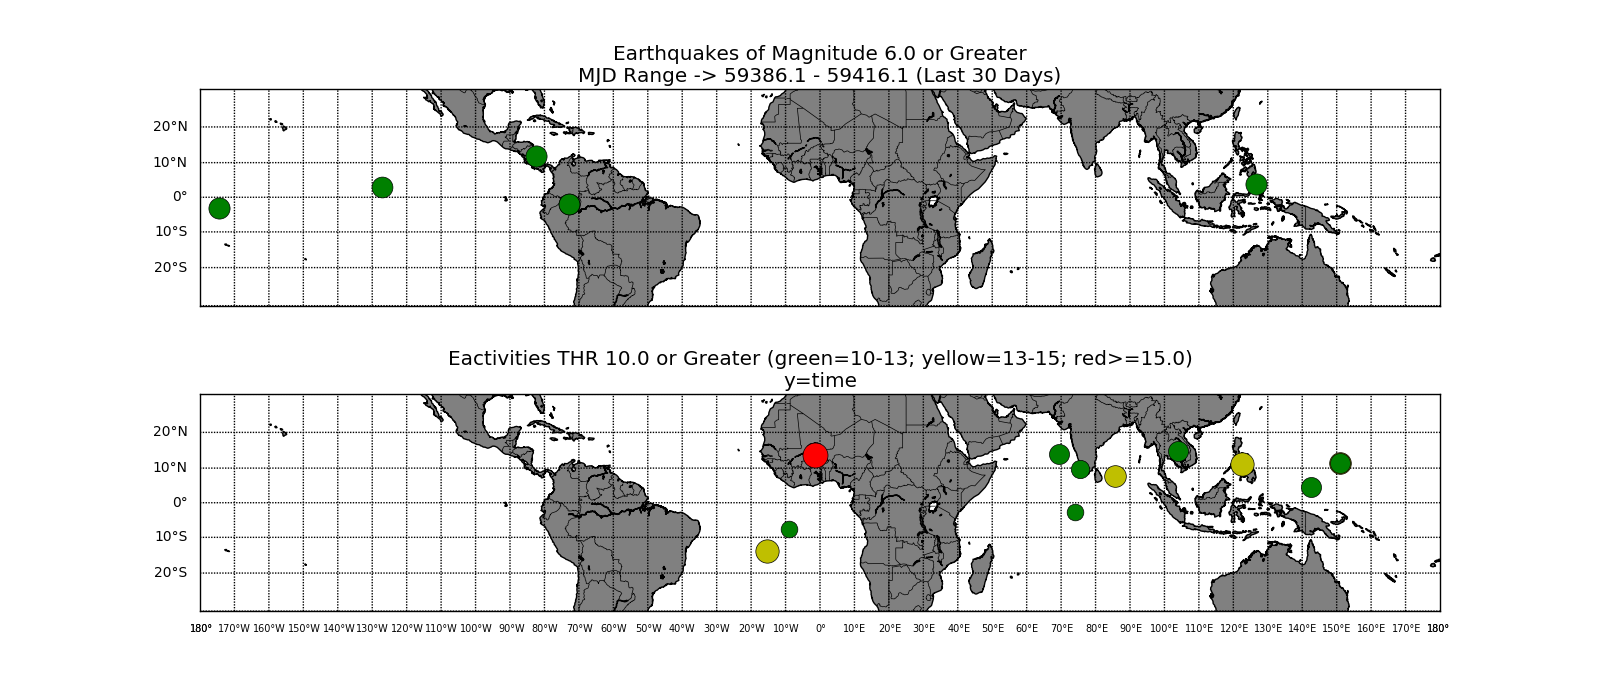 Earthquakes of Magnitude 6.0 or Greater
MJD Range -> 59386.1 - 59416.1 (Last 30 Days)
20°N
10°N
0°
10°S
20°S
Eactivities THR 10.0 or Greater (green=10-13; yellow=13-15; red>=15.0)
y=time
20°N
10°N
0°
10°S
20°S
180° 170°W 160°W 150°W 140°W 130°W 120°W 110°W 100°W 90°W 80°W 70°W 60°W 50°W 40°W 30°W 20°W 10°W 0° 10°E 20°E 30°E 40°E 50°E 60°E 70°E 80°E 90°E 100°E 110°E 120°E 130°E 140°E 150°E 160°E 170°E 180°